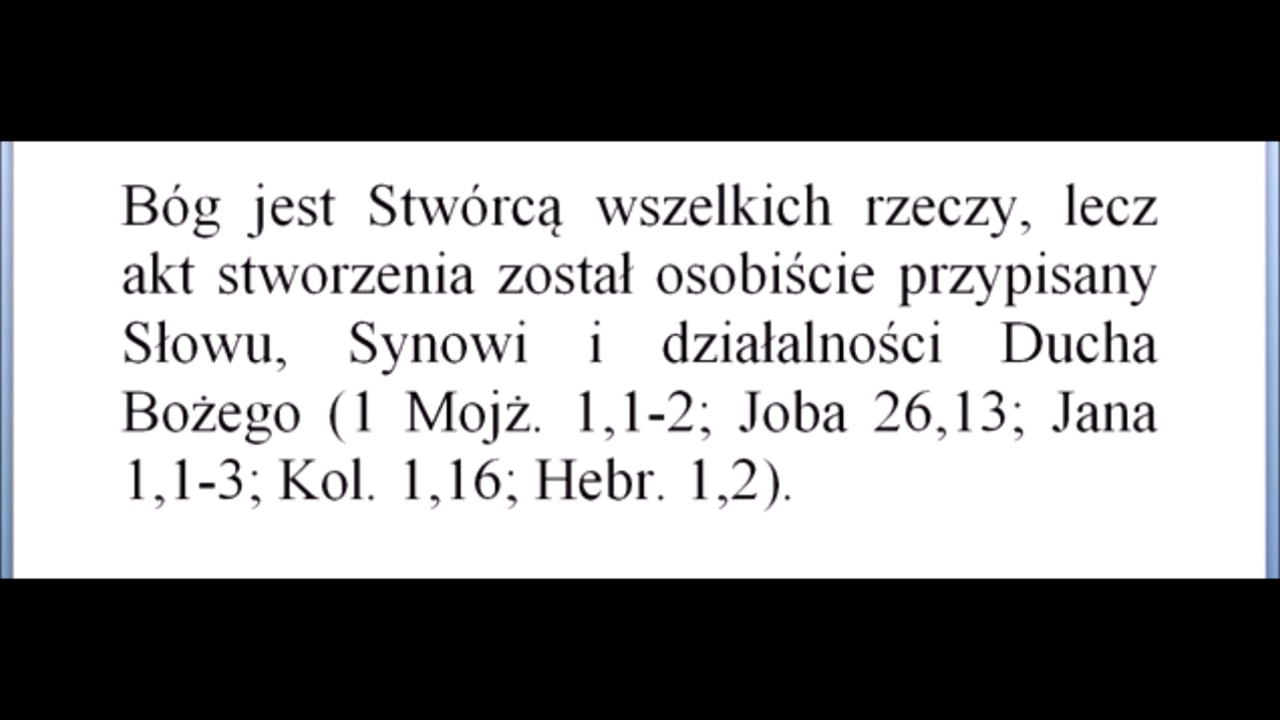 Bóg jest Stwórcą wszelkich rzeczy, lecz
akt stworzenia został osobiście przypisany
Słowu, Synowi i działalności Ducha
Bożego (1 Mojż. 1,1-2; Joba 26,13; Jana
1,1-3; Kol. 1,16; Hebr. 1,2).